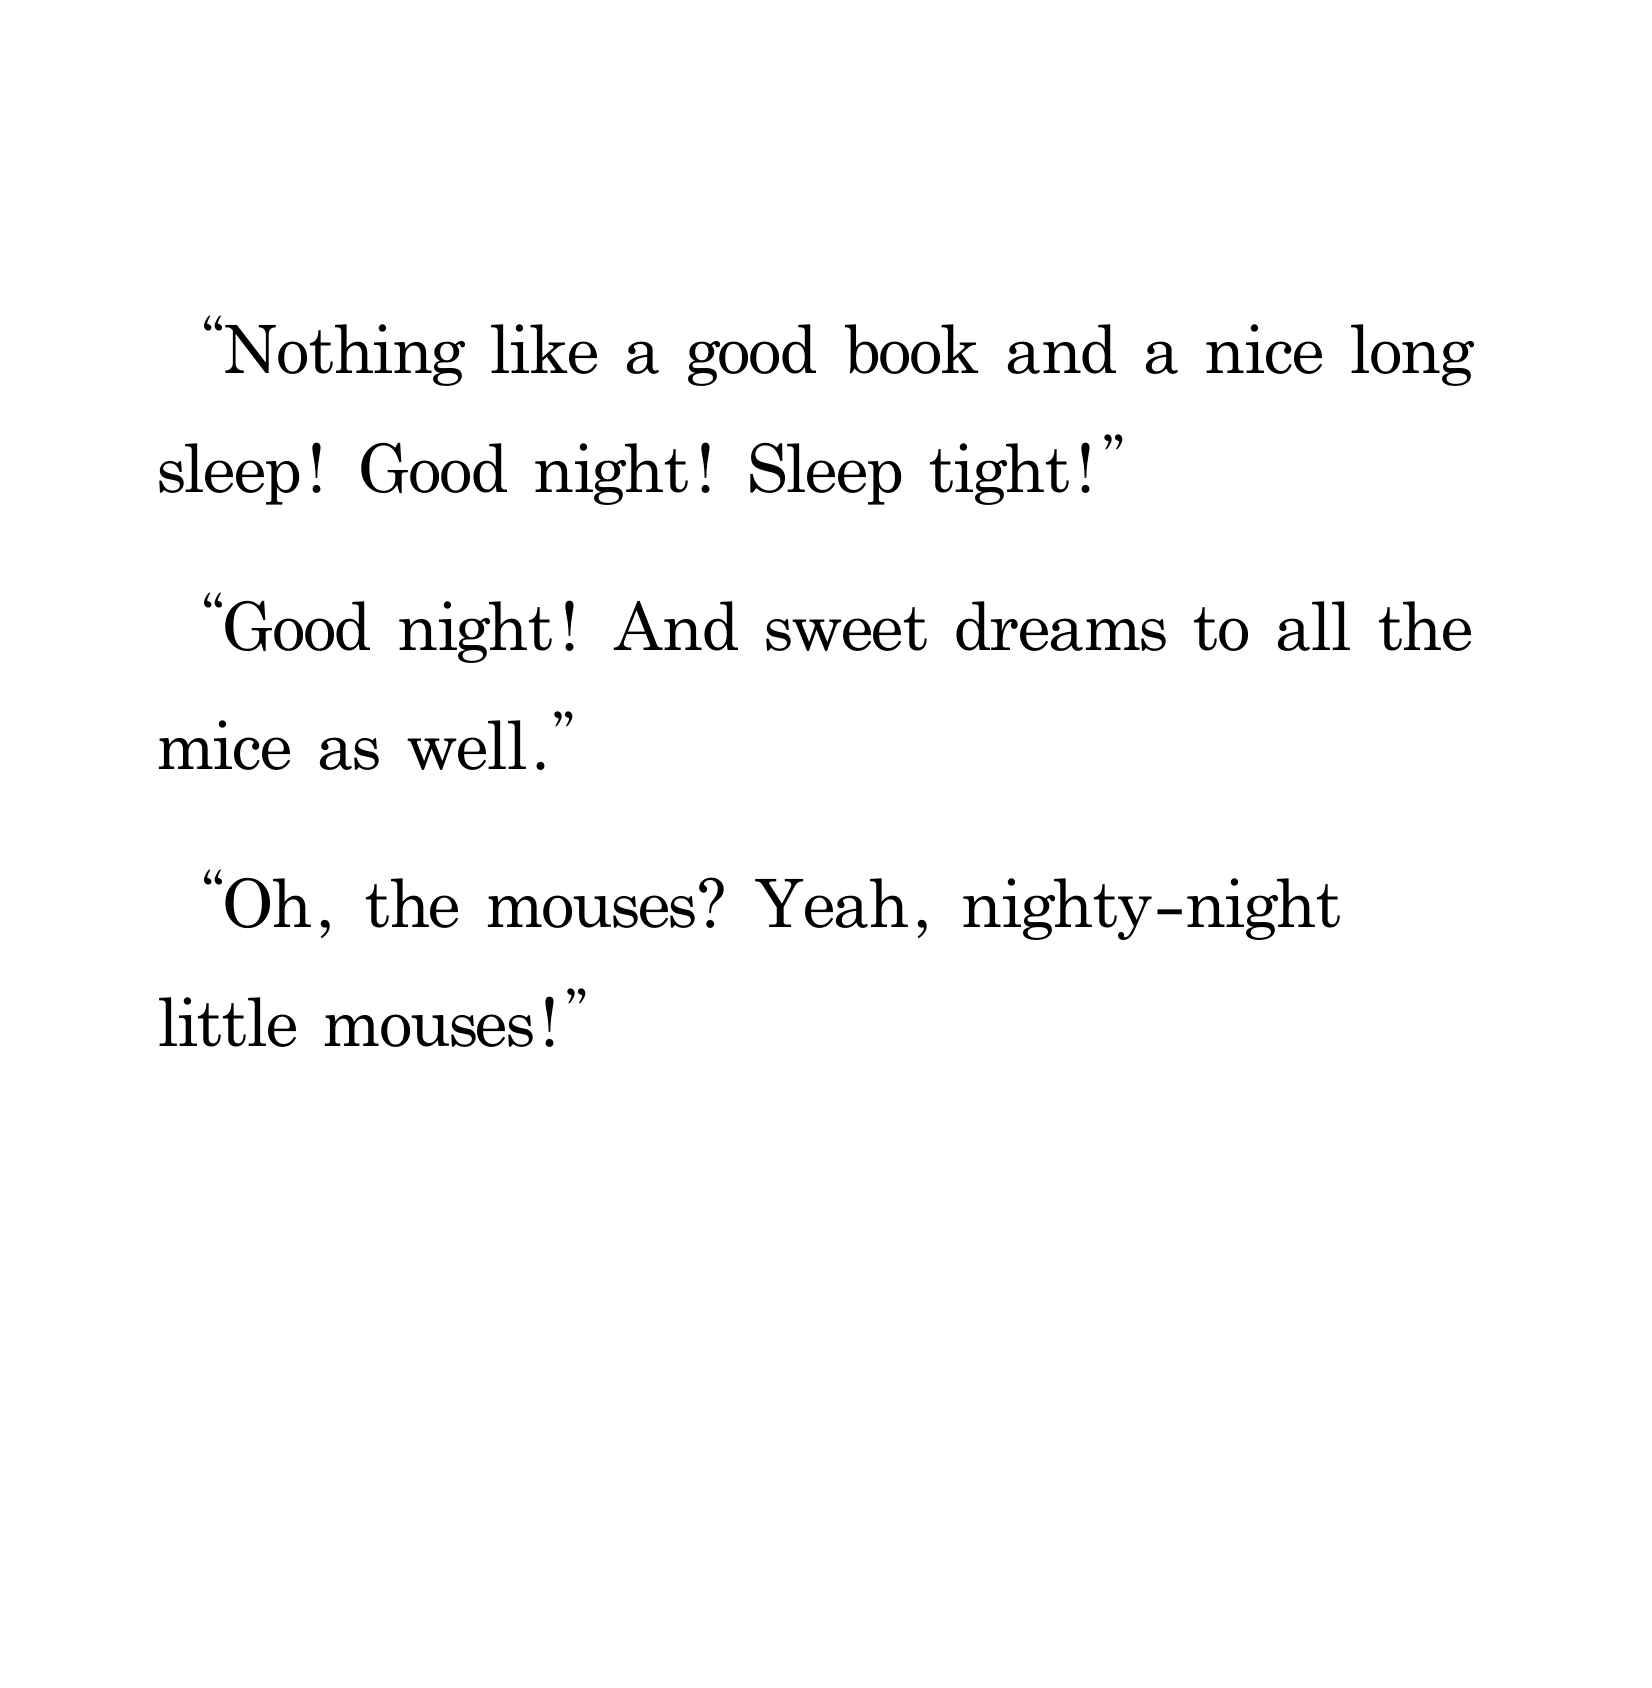 “Nothing like a good book and a nice long
sleep! Good night! Sleep tight!”
“Good night! And sweet dreams to all the
mice as well.”
“Oh, the mouses? Yeah, nighty-night
little mouses!”